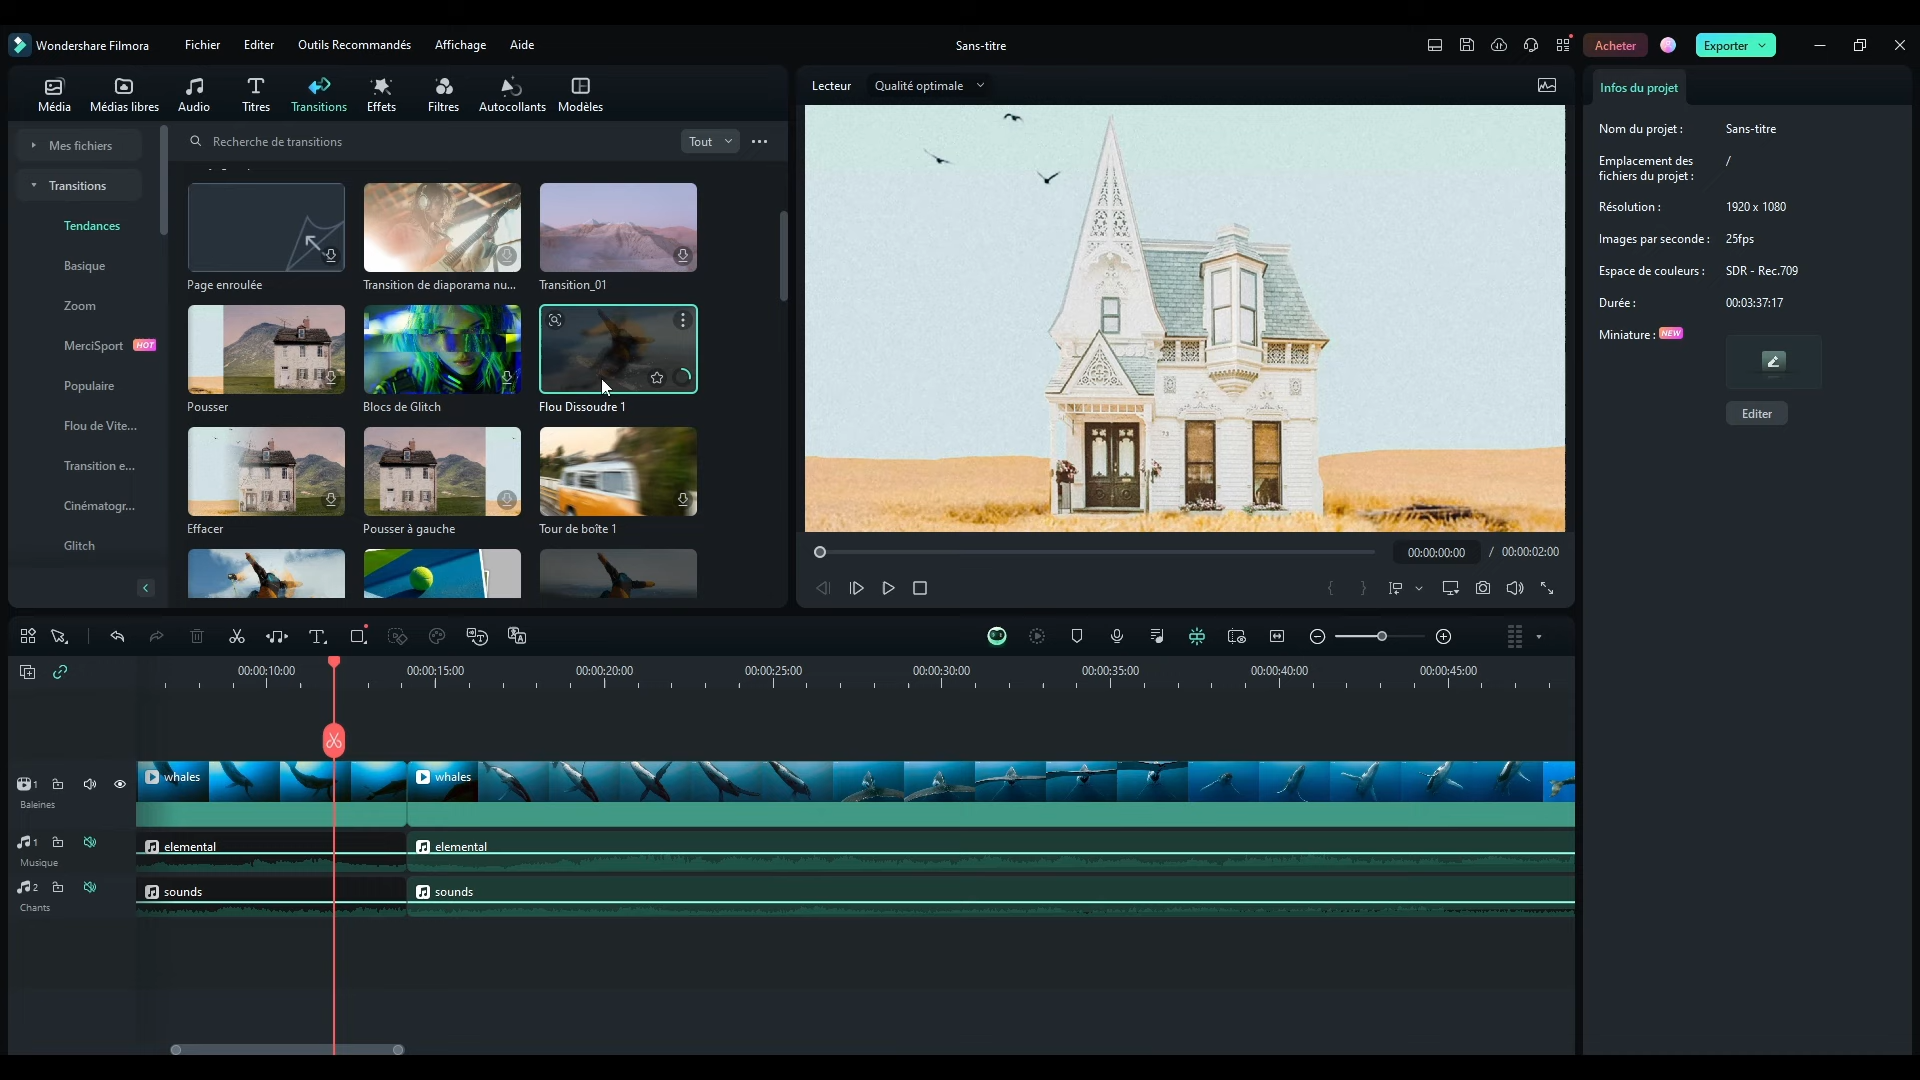 Wondershare Filmora
Fichier
Editer
Outils Recommandés
Affichage
Aide
Sans-titre
Acheter
Exporter
Média
Médias libres
Audio
Titres
Transitions
Effets
Filtres
Autocollants
Modèles
Mes fichiers
Transitions
Tendances
Basique
Zoom
MerciSport HOT
Populaire
Flou de Vite...
Transition e...
Cinématogr...
Glitch
Recherche de transitions
Tout
Page enroulée
Transition de diaporama nu...
Transition_01
Pousser
Blocs de Glitch
Flou Dissoudre 1
Effacer
Pousser à gauche
Tour de boîte 1
Lecteur
Qualité optimale
73
00:00:00:00 / 00:00:02:00
Infos du projet
Nom du projet : Sans-titre
Emplacement des /
fichiers du projet :
Résolution : 1920 x 1080
Images par seconde : 25fps
Espace de couleurs : SDR - Rec.709
Durée : 00:03:37:17
Miniature : NEW
Editer
00:00:10:00
00:00:15:00
00:00:20:00
00:00:25:00
00:00:30:00
00:00:35:00
00:00:40:00
00:00:45:00
1
Baleines
whales
whales
1
Musique
elemental
elemental
2
Chants
sounds
sounds